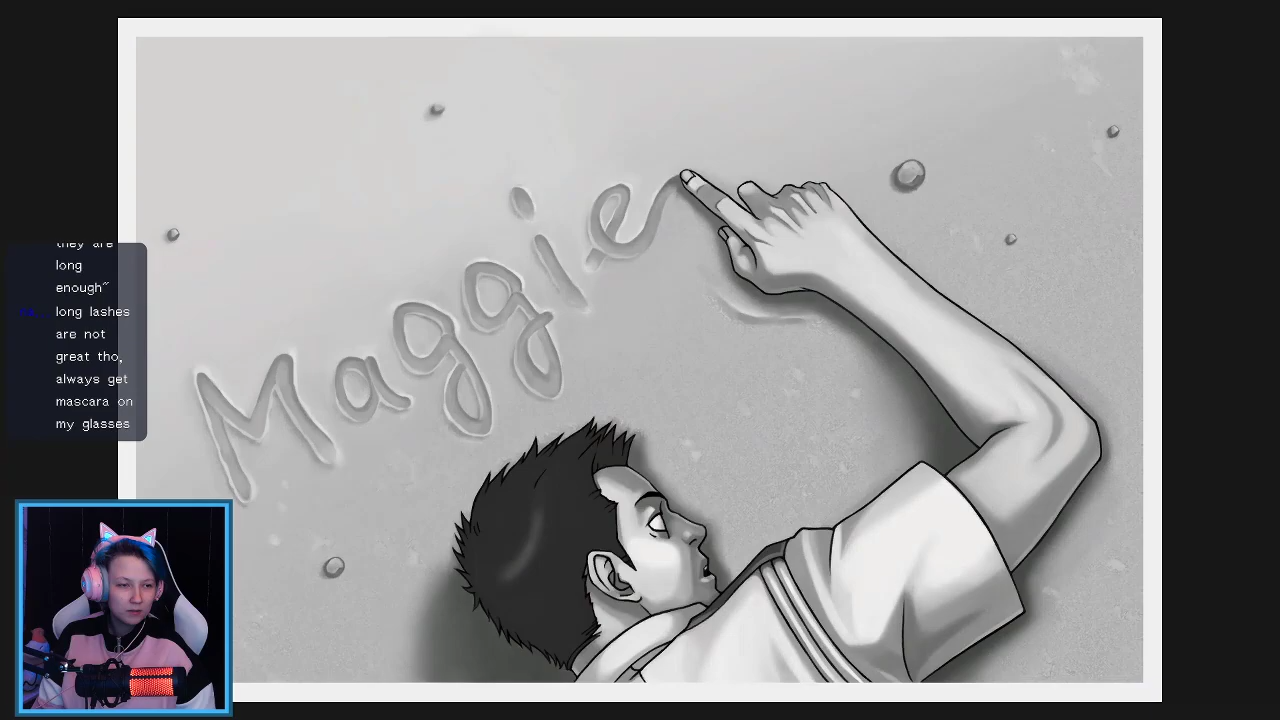 Maggie
they are
long
enough~
long lashes
are not
great tho,
always get
mascara on
my glasses